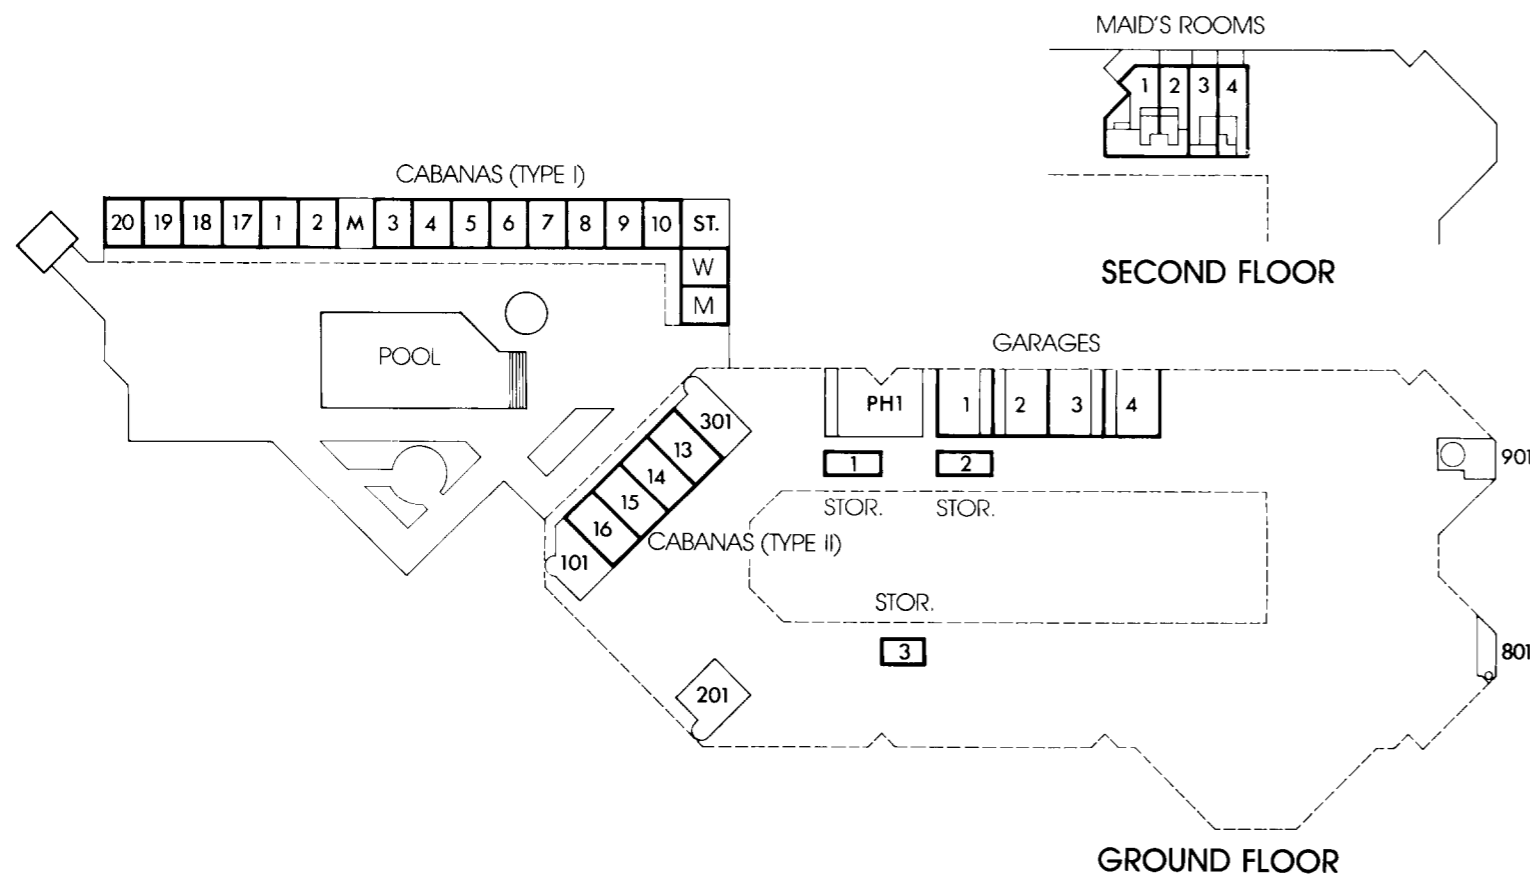 MAID'S ROOMS
1 2 3 4
SECOND FLOOR
CABANAS (TYPE I)
20 19 18 17 1 2 M 3 4 5 6 7 8 9 10 ST.
W
M
POOL
GARAGES
PH1 1 2 3 4
301
13
14
15
16
101
CABANAS (TYPE II)
1 2
STOR. STOR.
901
STOR.
3
801
201
GROUND FLOOR